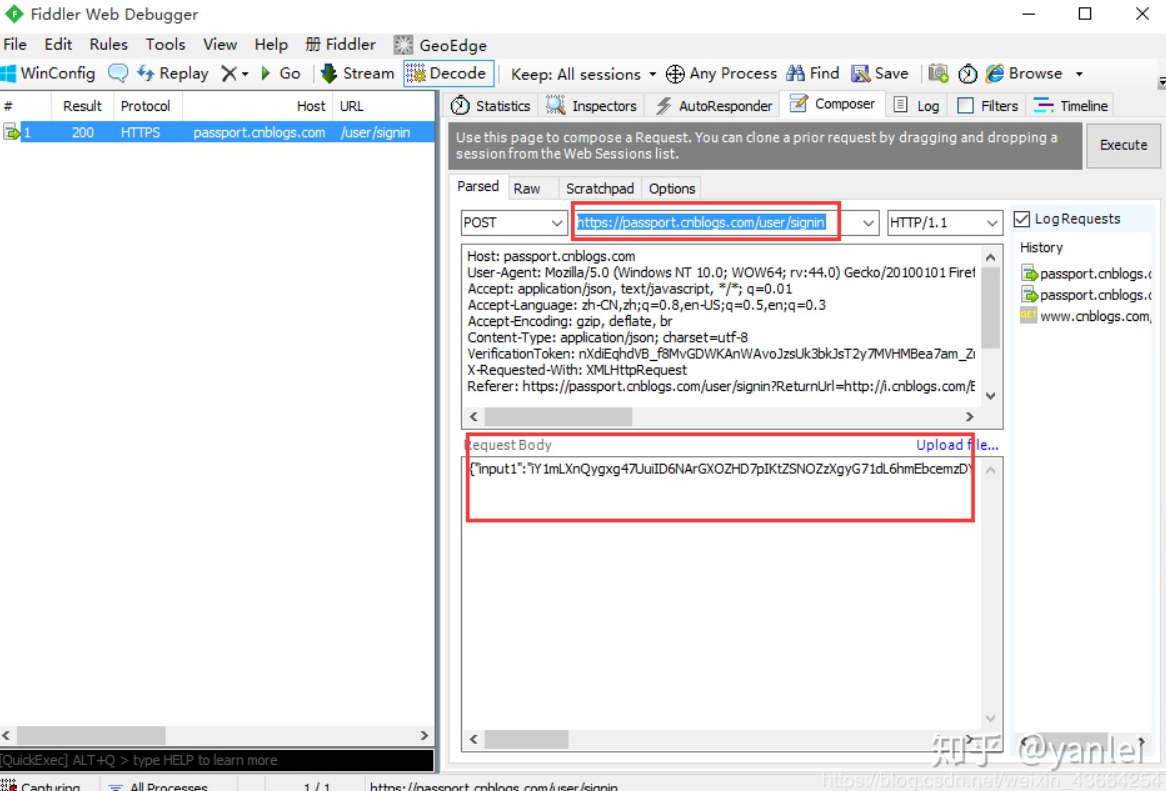 Fiddler Web Debugger
File Edit Rules Tools View Help 册 Fiddler GeoEdge
WinConfig Replay Go Stream Decode Keep: All sessions Any Process Find Save Browse
# Result Protocol Host URL
1 200 HTTPS passport.cnblogs.com /user/signin
Statistics Inspectors AutoResponder Composer Log Filters Timeline
Use this page to compose a Request. You can clone a prior request by dragging and dropping a
session from the Web Sessions list.
Execute
Parsed Raw Scratchpad Options
POST https://passport.cnblogs.com/user/signin HTTP/1.1
Log Requests
History
passport.cnblogs.c
passport.cnblogs.c
GET www.cnblogs.com,
Host: passport.cnblogs.com
User-Agent: Mozilla/5.0 (Windows NT 10.0; WOW64; rv:44.0) Gecko/20100101 Firef
Accept: application/json, text/javascript, */*; q=0.01
Accept-Language: zh-CN,zh;q=0.8,en-US;q=0.5,en;q=0.3
Accept-Encoding: gzip, deflate, br
Content-Type: application/json; charset=utf-8
VerificationToken: nXdiEqhdVB_f8MvGDWKAnWAvoJzsUk3bkJsT2y7MVHMBea7am_Zr
X-Requested-With: XMLHttpRequest
Referer: https://passport.cnblogs.com/user/signin?ReturnUrl=http://i.cnblogs.com/E
Request Body Upload file...
{"input1":"iY1mLXnQygxg47UuiID6NArGXOZHD7pIKtZSNOZzXgyG71dL6hmEbcemzDY
[QuickExec] ALT+Q > type HELP to learn more
Capturing All Processes 1 / 1 https://passport.cnblogs.com/user/signin
知乎 @yanlei
https://blog.csdn.net/weixin_43664254